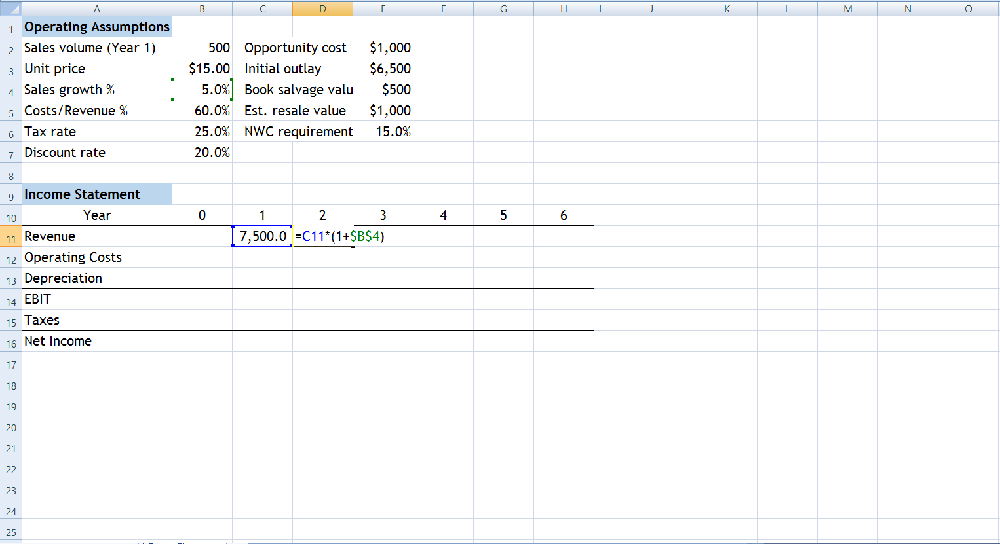 A B C D E F G H I J K L M N O
1 Operating Assumptions
2 Sales volume (Year 1) 500 Opportunity cost $1,000
3 Unit price $15.00 Initial outlay $6,500
4 Sales growth % 5.0% Book salvage valu $500
5 Costs/Revenue % 60.0% Est. resale value $1,000
6 Tax rate 25.0% NWC requirement 15.0%
7 Discount rate 20.0%
8
9 Income Statement
10 Year 0 1 2 3 4 5 6
11 Revenue 7,500.0 =C11*(1+$B$4)
12 Operating Costs
13 Depreciation
14 EBIT
15 Taxes
16 Net Income
17
18
19
20
21
22
23
24
25